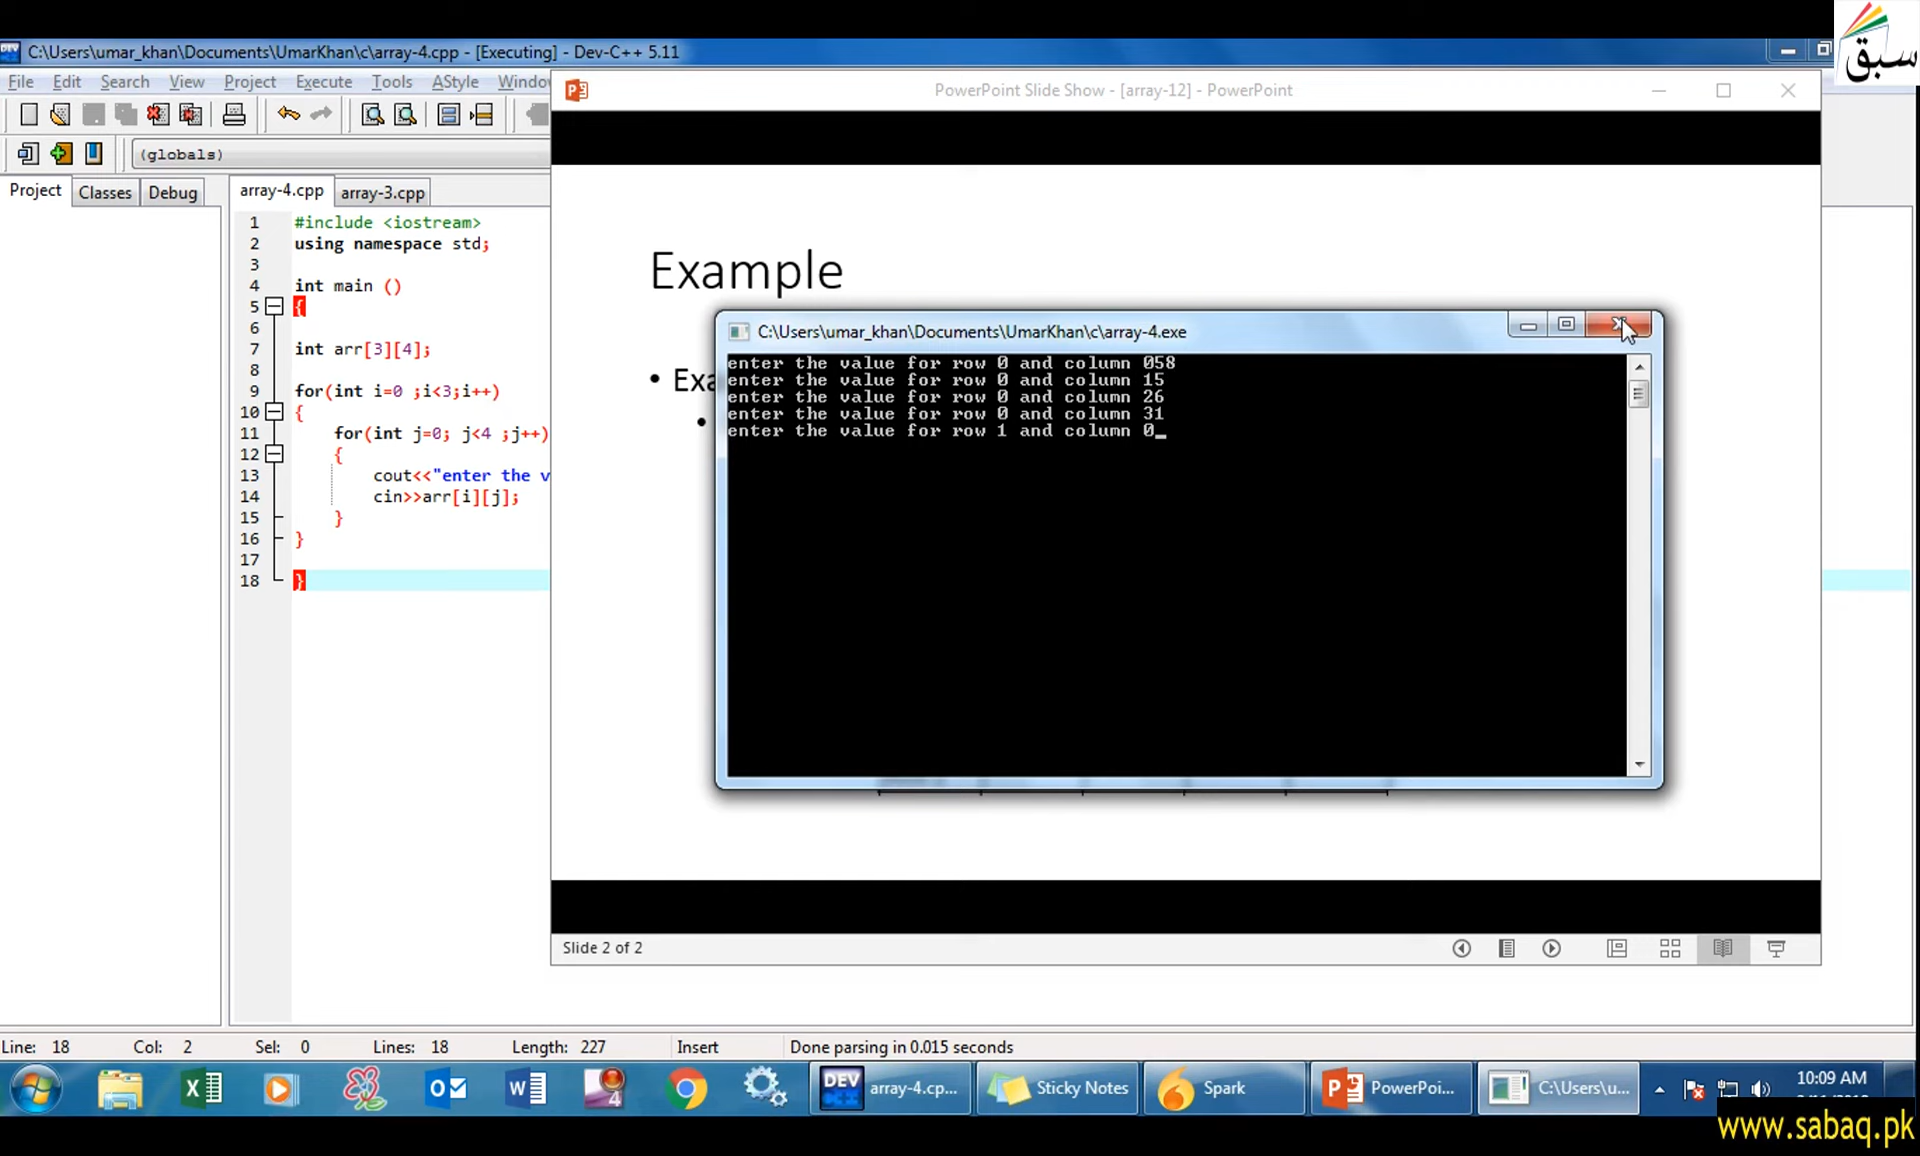 سبق
C:\Users\umar_khan\Documents\UmarKhan\c\array-4.cpp - [Executing] - Dev-C++ 5.11
File Edit Search View Project Execute Tools AStyle Window
PowerPoint Slide Show - [array-12] - PowerPoint
(globals)
Project Classes Debug
array-4.cpp array-3.cpp
1 #include <iostream>
2 using namespace std;
3
4 int main ()
5 {
6
7 int arr[3][4];
8
9 for(int i=0 ;i<3;i++)
10 {
11 for(int j=0; j<4 ;j++)
12 {
13 cout<<"enter the v
14 cin>>arr[i][j];
15 }
16 }
17
18 }
Example
• Exa
•
C:\Users\umar_khan\Documents\UmarKhan\c\array-4.exe
enter the value for row 0 and column 058
enter the value for row 0 and column 15
enter the value for row 0 and column 26
enter the value for row 0 and column 31
enter the value for row 1 and column 0_
Slide 2 of 2
Line: 18 Col: 2 Sel: 0 Lines: 18 Length: 227 Insert Done parsing in 0.015 seconds
DEV array-4.cp... Sticky Notes Spark PowerPoi... C:\Users\u...
10:09 AM
www.sabaq.pk